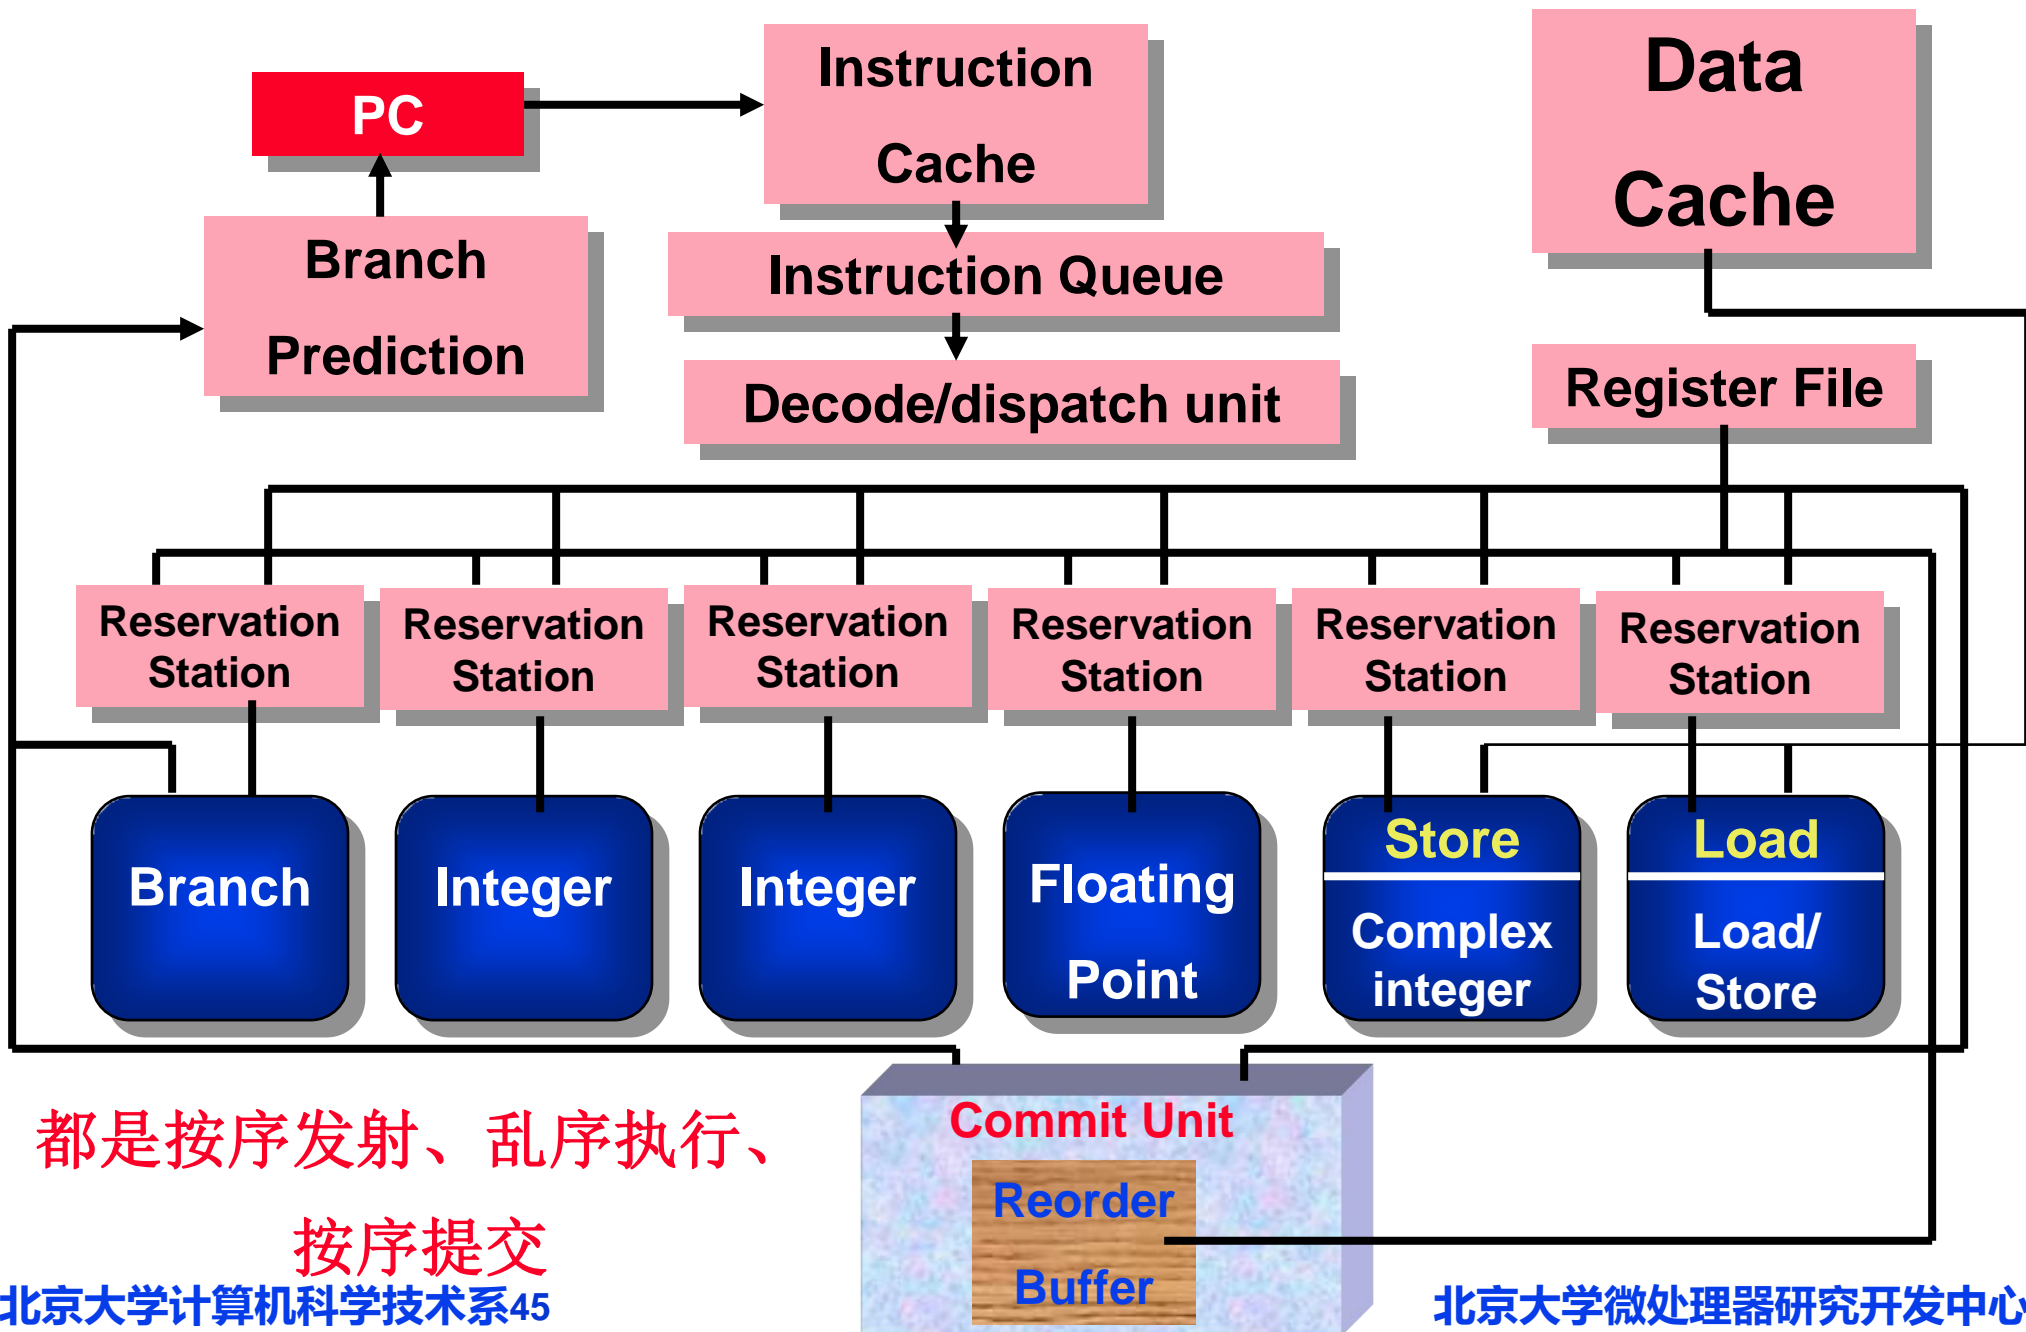 PC
Instruction
Cache
Data
Cache
Branch
Prediction
Instruction Queue
Decode/dispatch unit
Register File
Reservation
Station
Reservation
Station
Reservation
Station
Reservation
Station
Reservation
Station
Reservation
Station
Branch
Integer
Integer
Floating
Point
Store
Complex
integer
Load
Load/
Store
Commit Unit
Reorder
Buffer
都是按序发射、乱序执行、
按序提交
北京大学计算机科学技术系45
北京大学微处理器研究开发中心